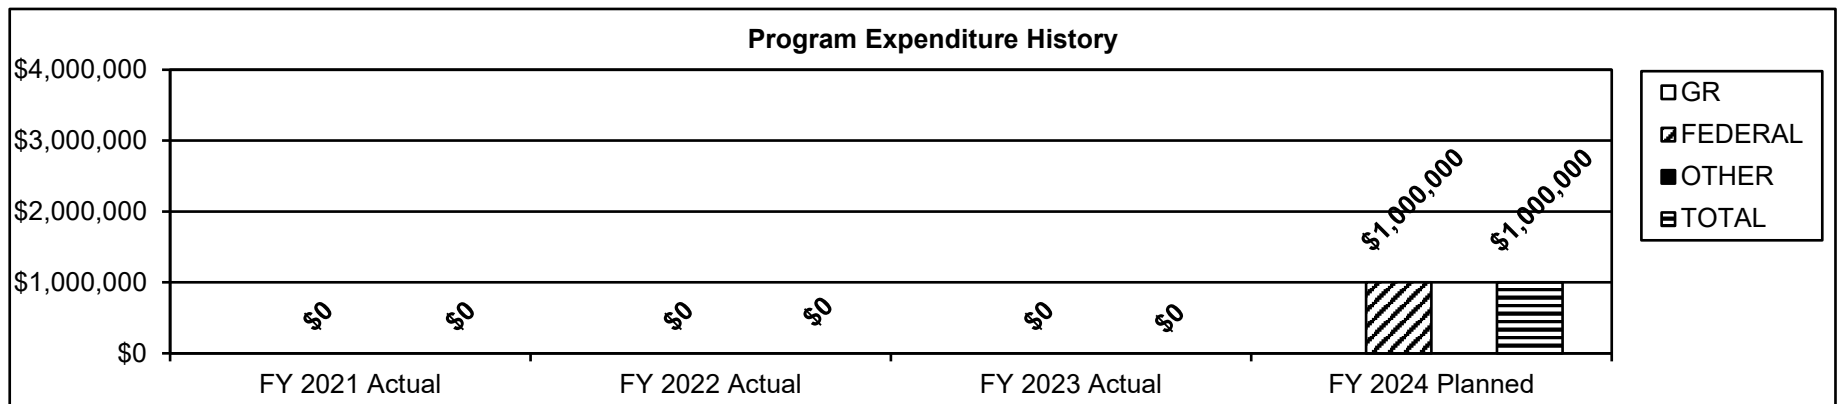 Program Expenditure History
$4,000,000
$3,000,000
$2,000,000
$1,000,000
$0
$0
$0
$0
$0
$0
$0
$1,000,000
$1,000,000
FY 2021 Actual
FY 2022 Actual
FY 2023 Actual
FY 2024 Planned
GR
FEDERAL
OTHER
TOTAL